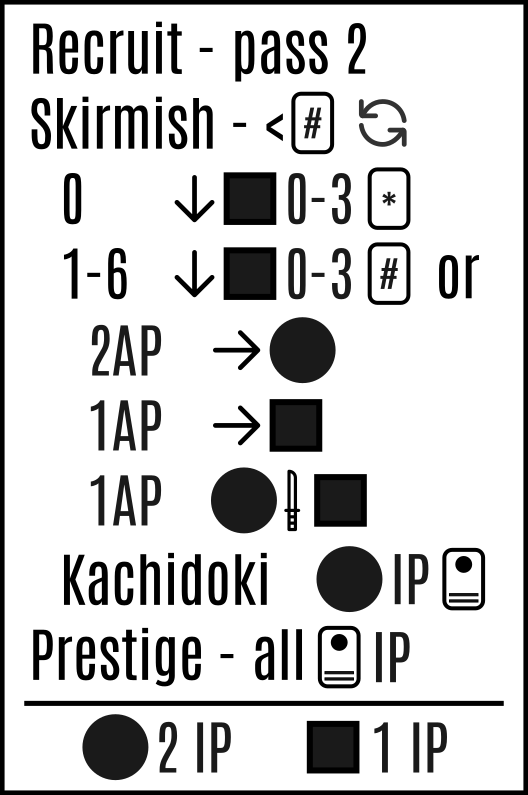 Recruit - pass 2
Skirmish - < #
0 0-3 *
1-6 0-3 # or
2AP
1AP
1AP
Kachidoki IP
Prestige - all IP
2 IP 1 IP